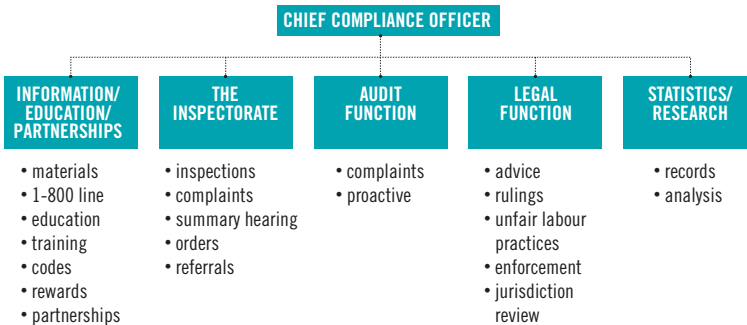 CHIEF COMPLIANCE OFFICER
INFORMATION/
EDUCATION/
PARTNERSHIPS
• materials
• 1-800 line
• education
• training
• codes
• rewards
• partnerships
THE
INSPECTORATE
• inspections
• complaints
• summary hearing
• orders
• referrals
AUDIT
FUNCTION
• complaints
• proactive
LEGAL
FUNCTION
• advice
• rulings
• unfair labour
practices
• enforcement
• jurisdiction
review
STATISTICS/
RESEARCH
• records
• analysis